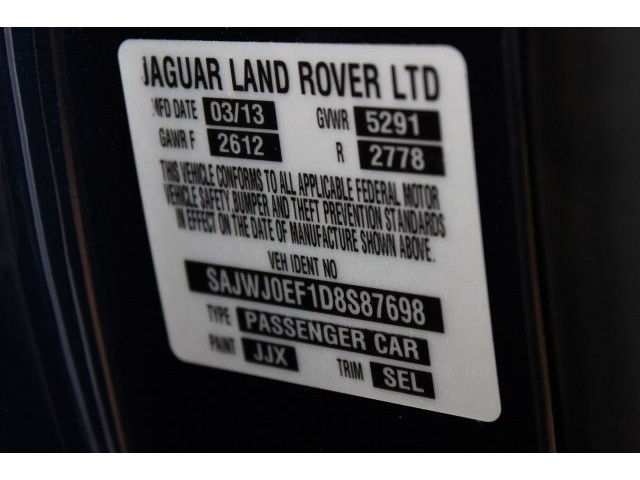 JAGUAR LAND ROVER LTD
MFD DATE 03/13 GVWR 5291
GAWR F 2612 R 2778
THIS VEHICLE CONFORMS TO ALL APPLICABLE FEDERAL MOTOR
VEHICLE SAFETY, BUMPER AND THEFT PREVENTION STANDARDS
IN EFFECT ON THE DATE OF MANUFACTURE SHOWN ABOVE.
VEH IDENT NO
SAJWJ0EF1D8S87698
TYPE PASSENGER CAR
PAINT JJX TRIM SEL